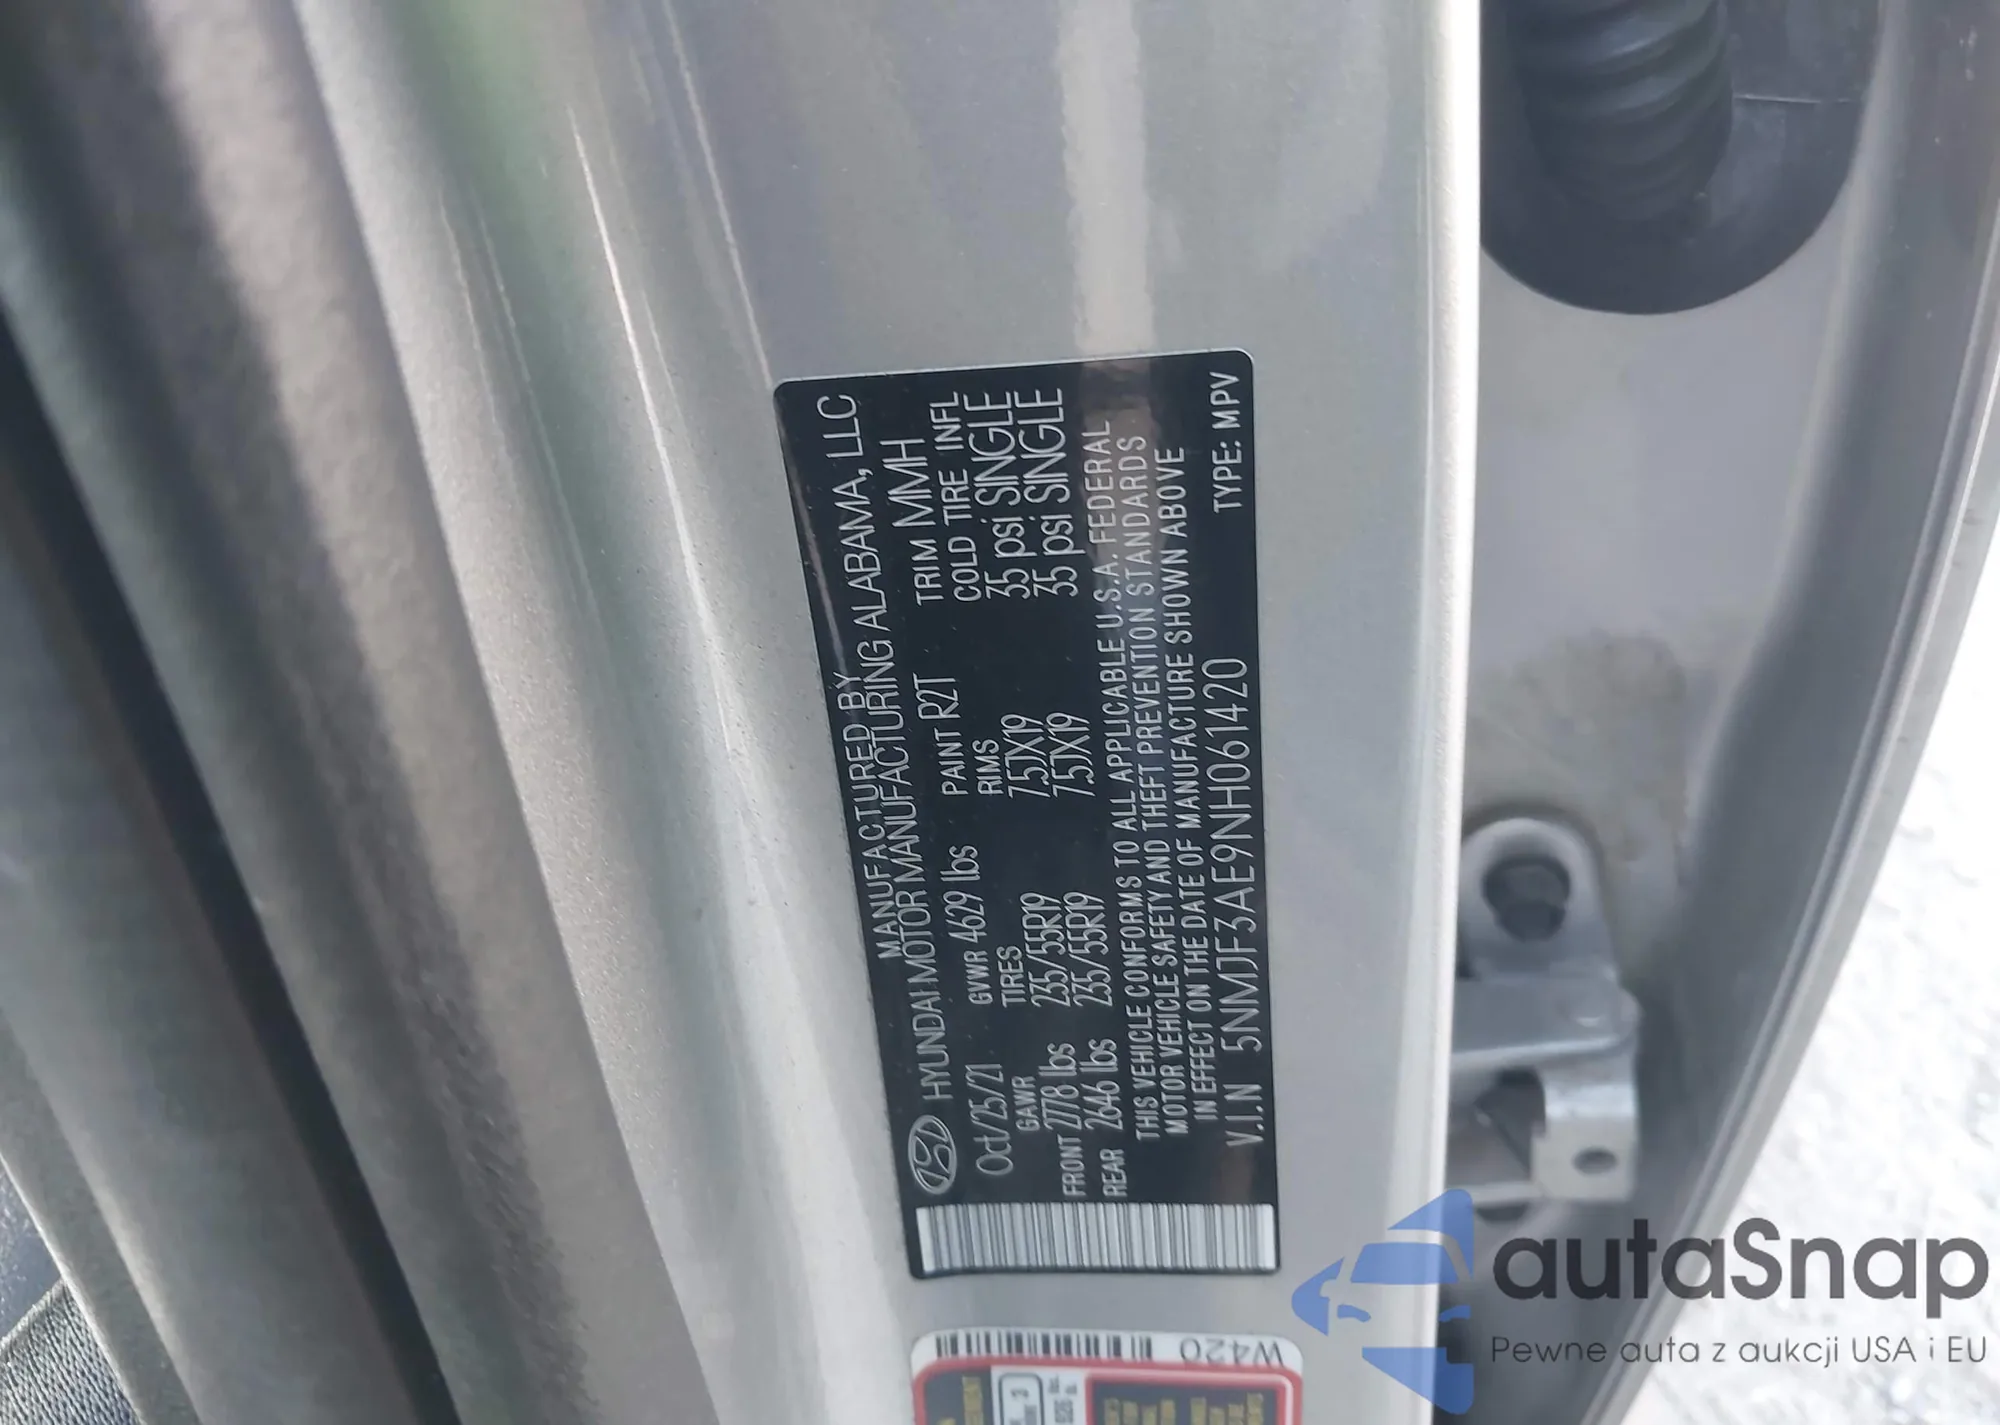 MANUFACTURED BY
HYUNDAI MOTOR MANUFACTURING ALABAMA, LLC
Oct/25/21 GVWR 4629 lbs PAINT R2T TRIM MMH
GAWR TIRES RIMS COLD TIRE INFL
FRONT 2778 lbs 235/55R19 7.5JX19 35 psi SINGLE
REAR 2646 lbs 235/55R19 7.5JX19 35 psi SINGLE
THIS VEHICLE CONFORMS TO ALL APPLICABLE U.S.A. FEDERAL
MOTOR VEHICLE SAFETY AND THEFT PREVENTION STANDARDS
IN EFFECT ON THE DATE OF MANUFACTURE SHOWN ABOVE
V.I.N 5NMJF3AE9NH061420 TYPE: MPV
W420
autaSnap
Pewne auta z aukcji USA i EU